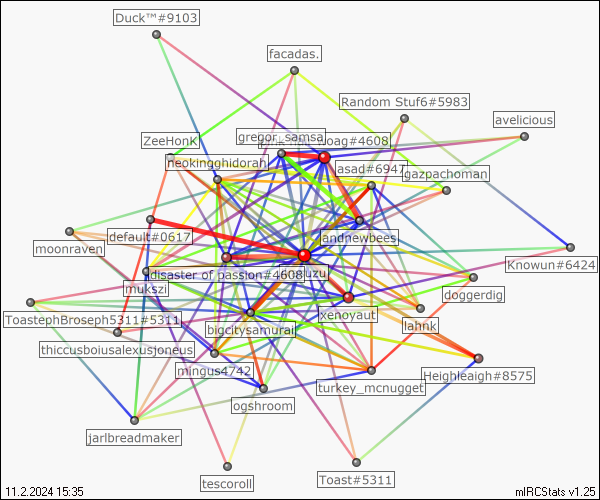 Duck™#9103
facadas.
Random Stuf6#5983
avelicious
ZeeHonK
gregor_samsa
oag#4608
neokingghidorah
asad#6947
gazpachoman
default#0617
andnewbees
moonraven
Knowun#6424
disaster of passion#4608
uzu
mukszi
doggerdig
ToastephBroseph5311#5311
xenoyaut
bigcitysamurai
lahnk
thiccusboiusalexusjoneus
mingus4742
Heighleaigh#8575
turkey_mcnugget
ogshroom
jarlbreadmaker
tescoroll
Toast#5311
11.2.2024 15:35
mIRCStats v1.25